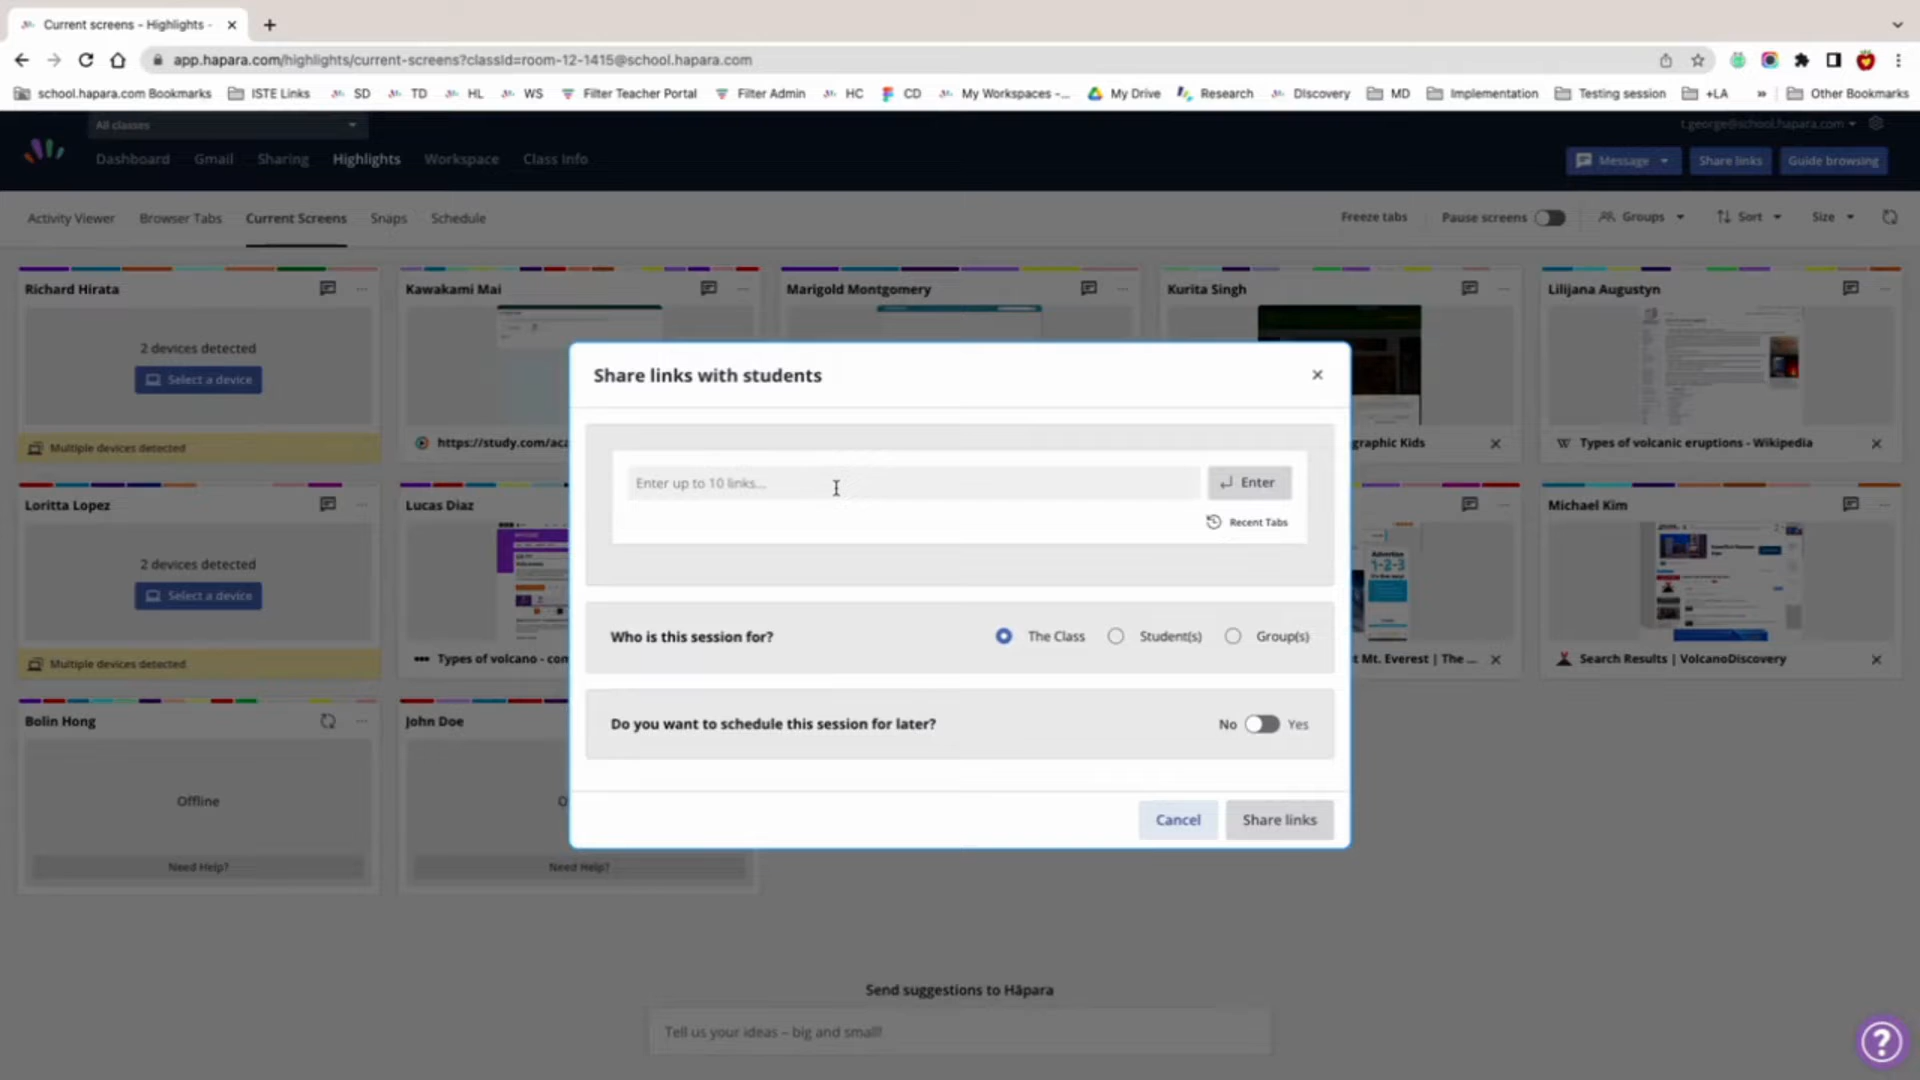 Current screens - Highlights -
app.hapara.com/highlights/current-screens?classId=room-12-1415@school.hapara.com
school.hapara.com Bookmarks ISTE Links SD TD HL WS Filter Teacher Portal Filter Admin HC CD My Workspaces -... My Drive Research Discovery MD Implementation Testing session +LA » Other Bookmarks
All classes t.george@school.hapara.com
Dashboard Gmail Sharing Highlights Workspace Class Info Message Share links Guide browsing
Activity Viewer Browser Tabs Current Screens Snaps Schedule Freeze tabs Pause screens Groups Sort Size
Richard Hirata Kawakami Mai Marigold Montgomery Kurita Singh Lilijana Augustyn
2 devices detected
Select a device
Multiple devices detected https://study.com/aca graphic Kids Types of volcanic eruptions - Wikipedia
Share links with students
Enter up to 10 links... Enter
Recent Tabs
Who is this session for? The Class Student(s) Group(s)
Do you want to schedule this session for later? No Yes
Cancel Share links
Loritta Lopez Lucas Diaz Michael Kim
2 devices detected
Select a device
Advertise
1-2-3
Multiple devices detected Types of volcano - con t Mt. Everest | The ... Search Results | VolcanoDiscovery
Bolin Hong John Doe
Offline O
Need Help? Need Help?
Send suggestions to Hāpara
Tell us your ideas – big and small!
?